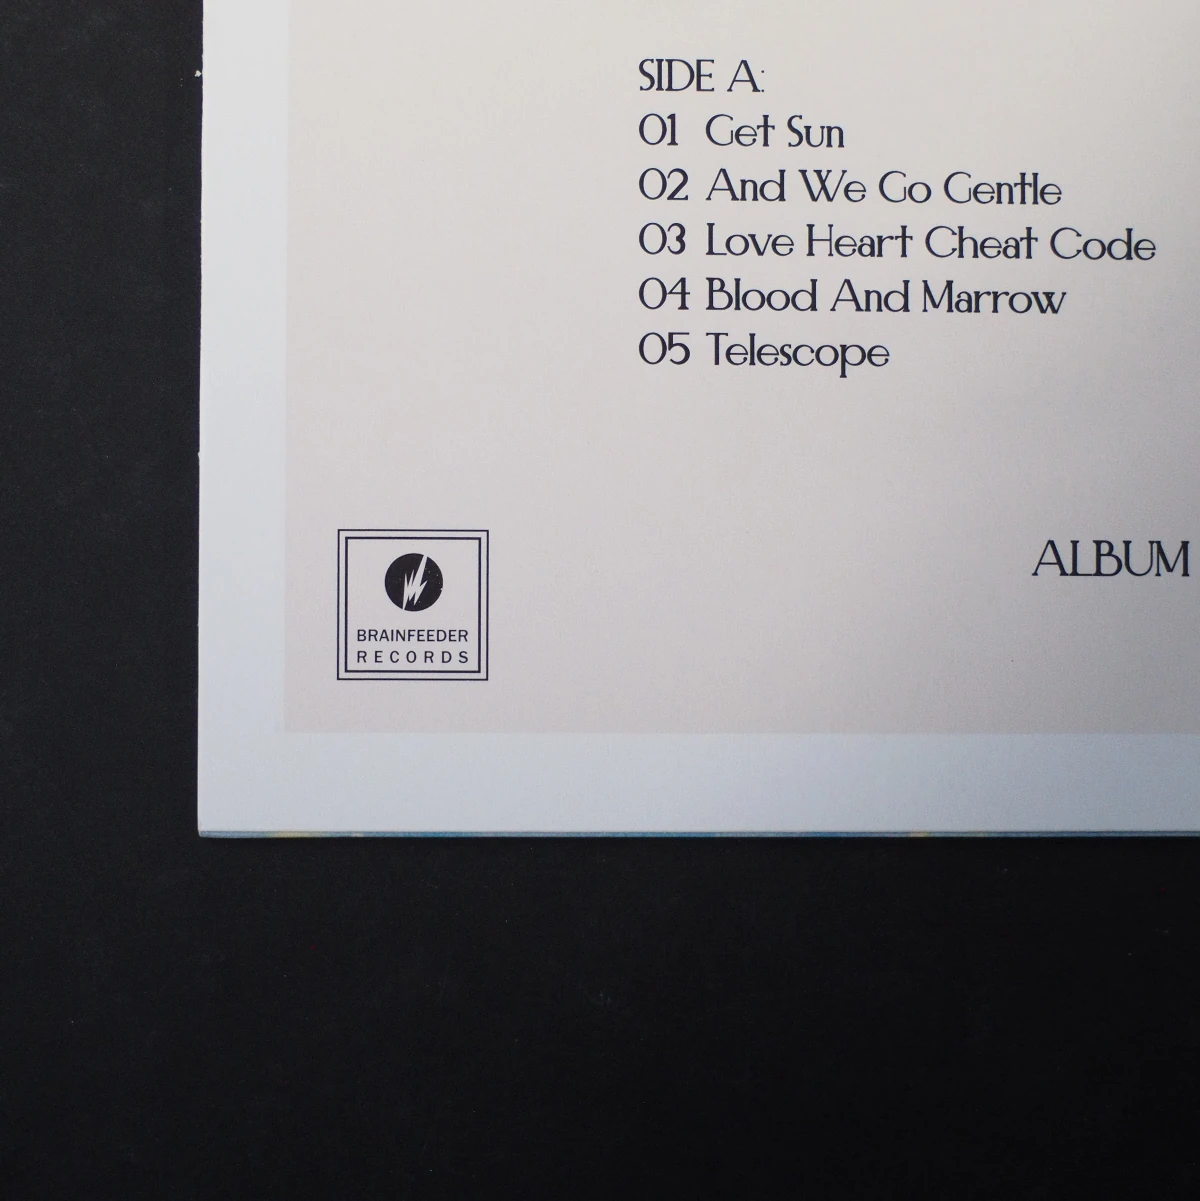 SIDE A:
01 Get Sun
02 And We Go Gentle
03 Love Heart Cheat Code
04 Blood And Marrow
05 Telescope
ALBUM
BRAINFEEDER
RECORDS